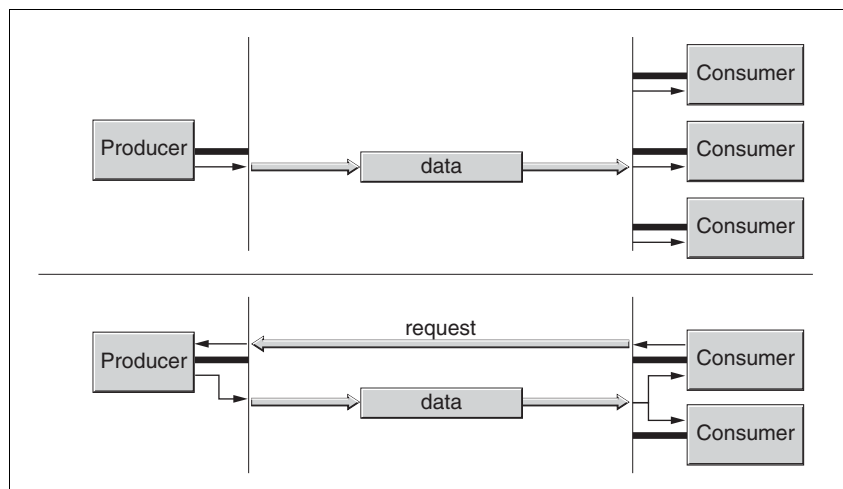 Consumer
Producer
data
Consumer
Consumer
request
Producer
Consumer
data
Consumer